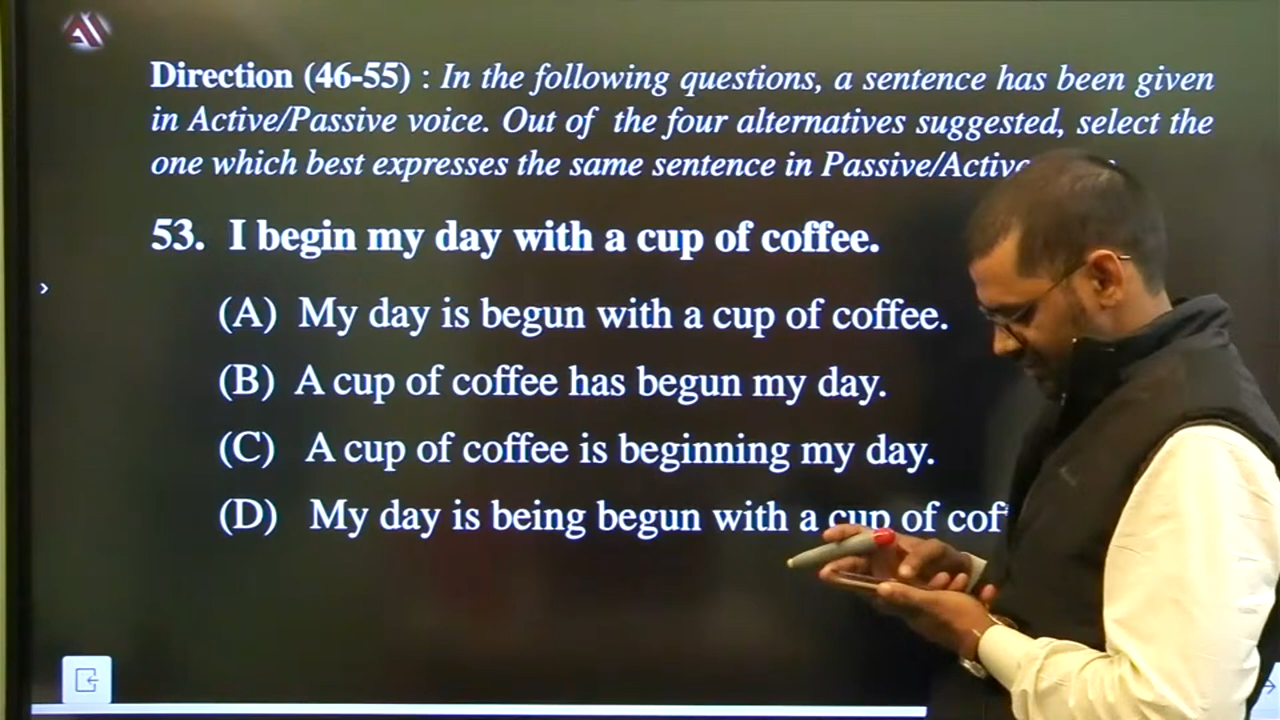 Direction (46-55) : In the following questions, a sentence has been given
in Active/Passive voice. Out of the four alternatives suggested, select the
one which best expresses the same sentence in Passive/Active
53. I begin my day with a cup of coffee.
(A) My day is begun with a cup of coffee.
(B) A cup of coffee has begun my day.
(C) A cup of coffee is beginning my day.
(D) My day is being begun with a cup of